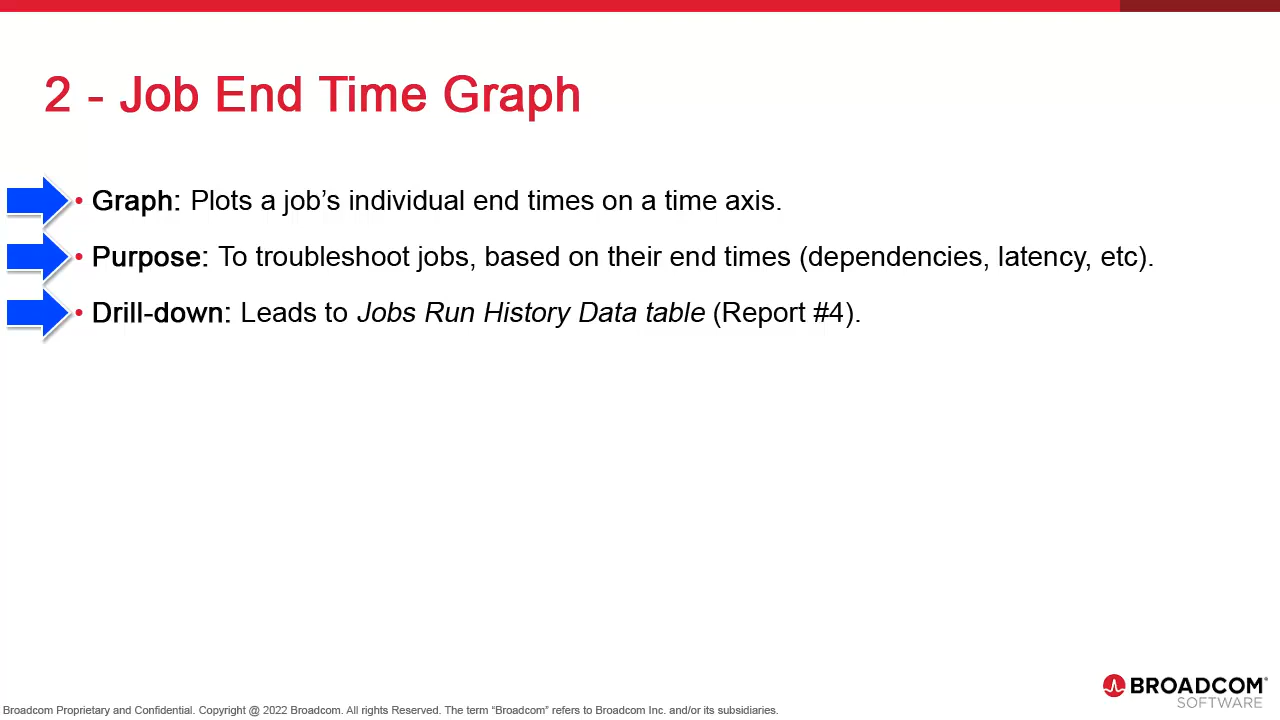 2 - Job End Time Graph
• Graph: Plots a job’s individual end times on a time axis.
• Purpose: To troubleshoot jobs, based on their end times (dependencies, latency, etc).
• Drill-down: Leads to Jobs Run History Data table (Report #4).
BROADCOM®
SOFTWARE
Broadcom Proprietary and Confidential. Copyright @ 2022 Broadcom. All rights Reserved. The term “Broadcom” refers to Broadcom Inc. and/or its subsidiaries.